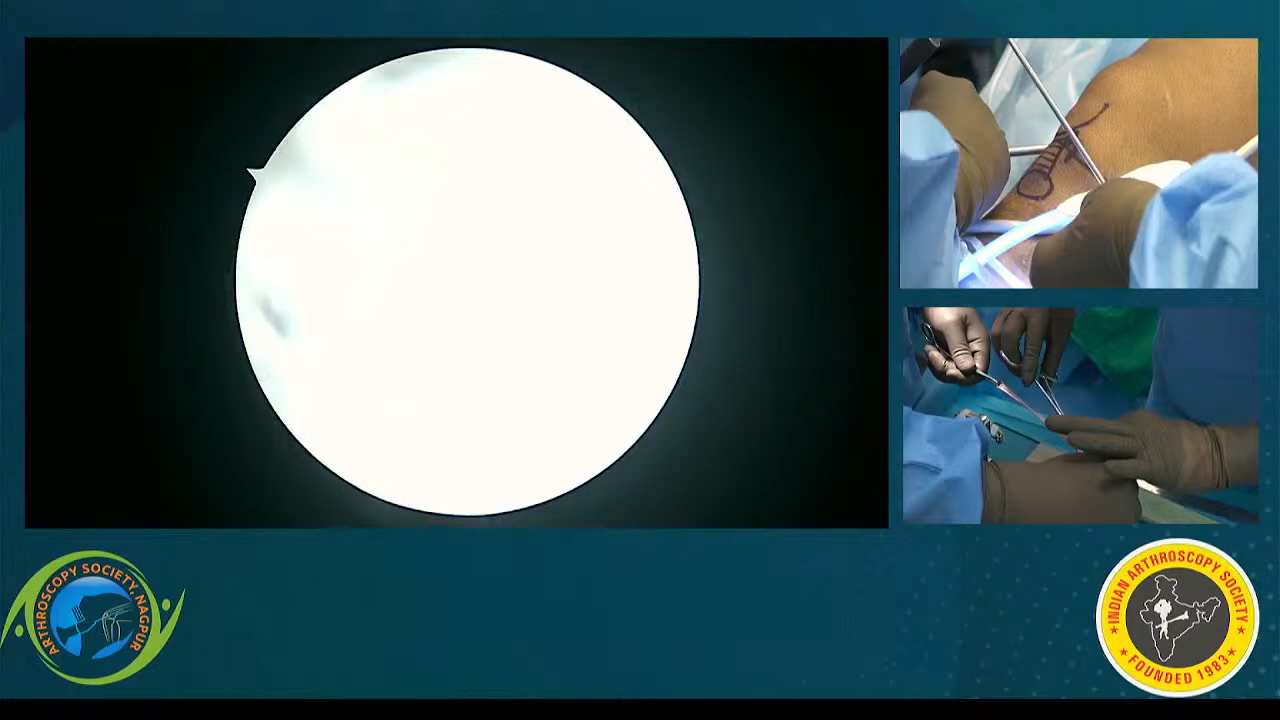 ARTHROSCOPY SOCIETY, NAGPUR
INDIAN ARTHROSCOPY SOCIETY
★ FOUNDED 1983 ★